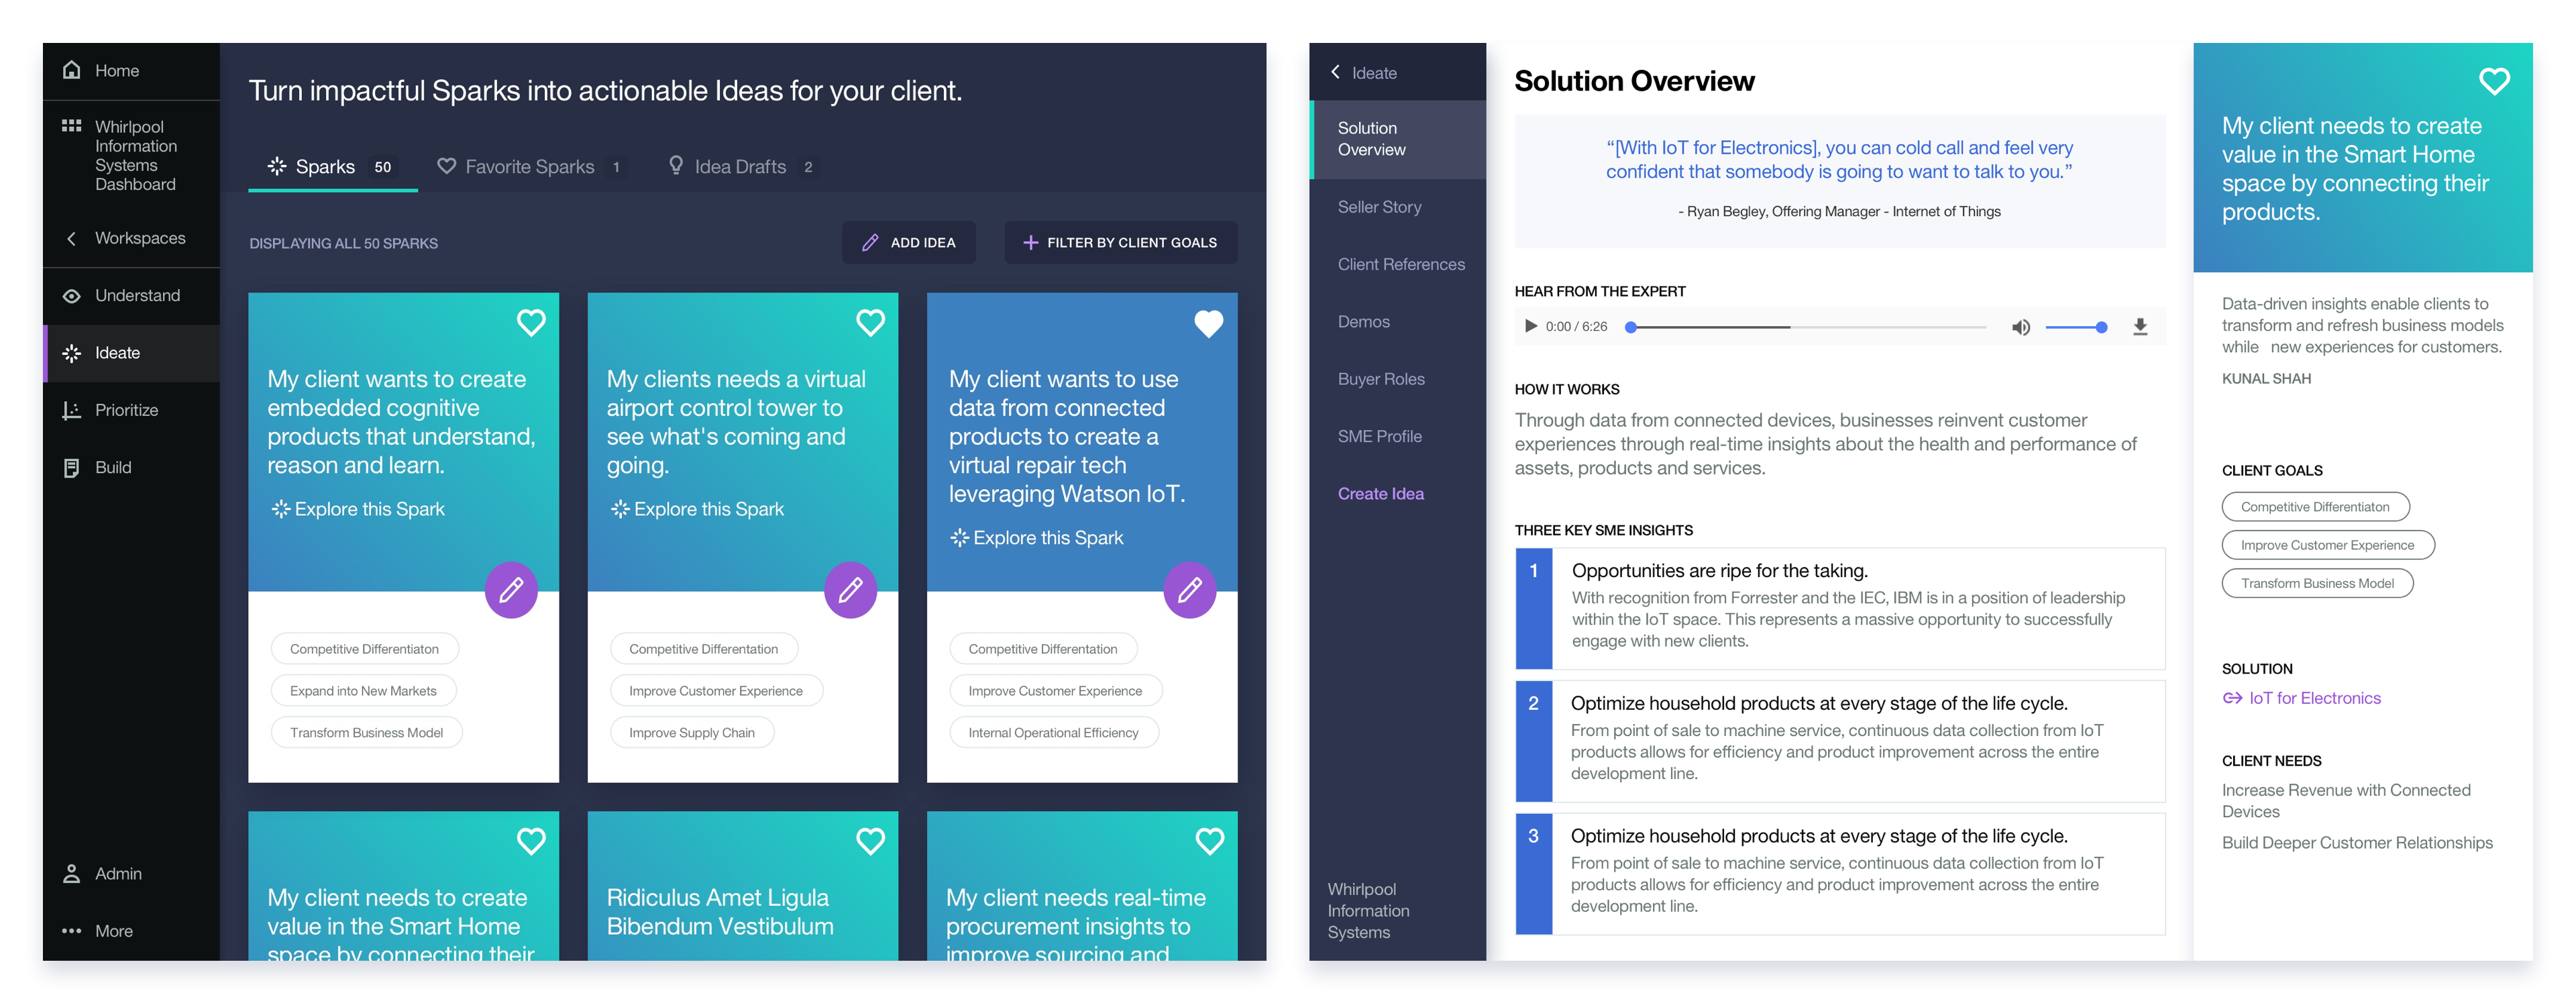 Home
Whirlpool
Information
Systems
Dashboard
Workspaces
Understand
Ideate
Prioritize
Build
Admin
More
Turn impactful Sparks into actionable Ideas for your client.
Sparks 50
Favorite Sparks 1
Idea Drafts 2
DISPLAYING ALL 50 SPARKS
ADD IDEA
FILTER BY CLIENT GOALS
My client wants to create
embedded cognitive
products that understand,
reason and learn.
Explore this Spark
Competitive Differentiaton
Expand into New Markets
Transform Business Model
My clients needs a virtual
airport control tower to
see what's coming and
going.
Explore this Spark
Competitive Differentation
Improve Customer Experience
Improve Supply Chain
My client wants to use
data from connected
products to create a
virtual repair tech
leveraging Watson IoT.
Explore this Spark
Competitive Differentation
Improve Customer Experience
Internal Operational Efficiency
My client needs to create
value in the Smart Home
space by connecting their
Ridiculus Amet Ligula
Bibendum Vestibulum
My client needs real-time
procurement insights to
improve sourcing and
Ideate
Solution
Overview
Seller Story
Client References
Demos
Buyer Roles
SME Profile
Create Idea
Whirlpool
Information
Systems
Solution Overview
“[With IoT for Electronics], you can cold call and feel very
confident that somebody is going to want to talk to you.”
- Ryan Begley, Offering Manager - Internet of Things
HEAR FROM THE EXPERT
0:00 / 6:26
HOW IT WORKS
Through data from connected devices, businesses reinvent customer
experiences through real-time insights about the health and performance of
assets, products and services.
THREE KEY SME INSIGHTS
1
Opportunities are ripe for the taking.
With recognition from Forrester and the IEC, IBM is in a position of leadership
within the IoT space. This represents a massive opportunity to successfully
engage with new clients.
2
Optimize household products at every stage of the life cycle.
From point of sale to machine service, continuous data collection from IoT
products allows for efficiency and product improvement across the entire
development line.
3
Optimize household products at every stage of the life cycle.
From point of sale to machine service, continuous data collection from IoT
products allows for efficiency and product improvement across the entire
development line.
My client needs to create
value in the Smart Home
space by connecting their
products.
Data-driven insights enable clients to
transform and refresh business models
while new experiences for customers.
KUNAL SHAH
CLIENT GOALS
Competitive Differentiaton
Improve Customer Experience
Transform Business Model
SOLUTION
IoT for Electronics
CLIENT NEEDS
Increase Revenue with Connected
Devices
Build Deeper Customer Relationships